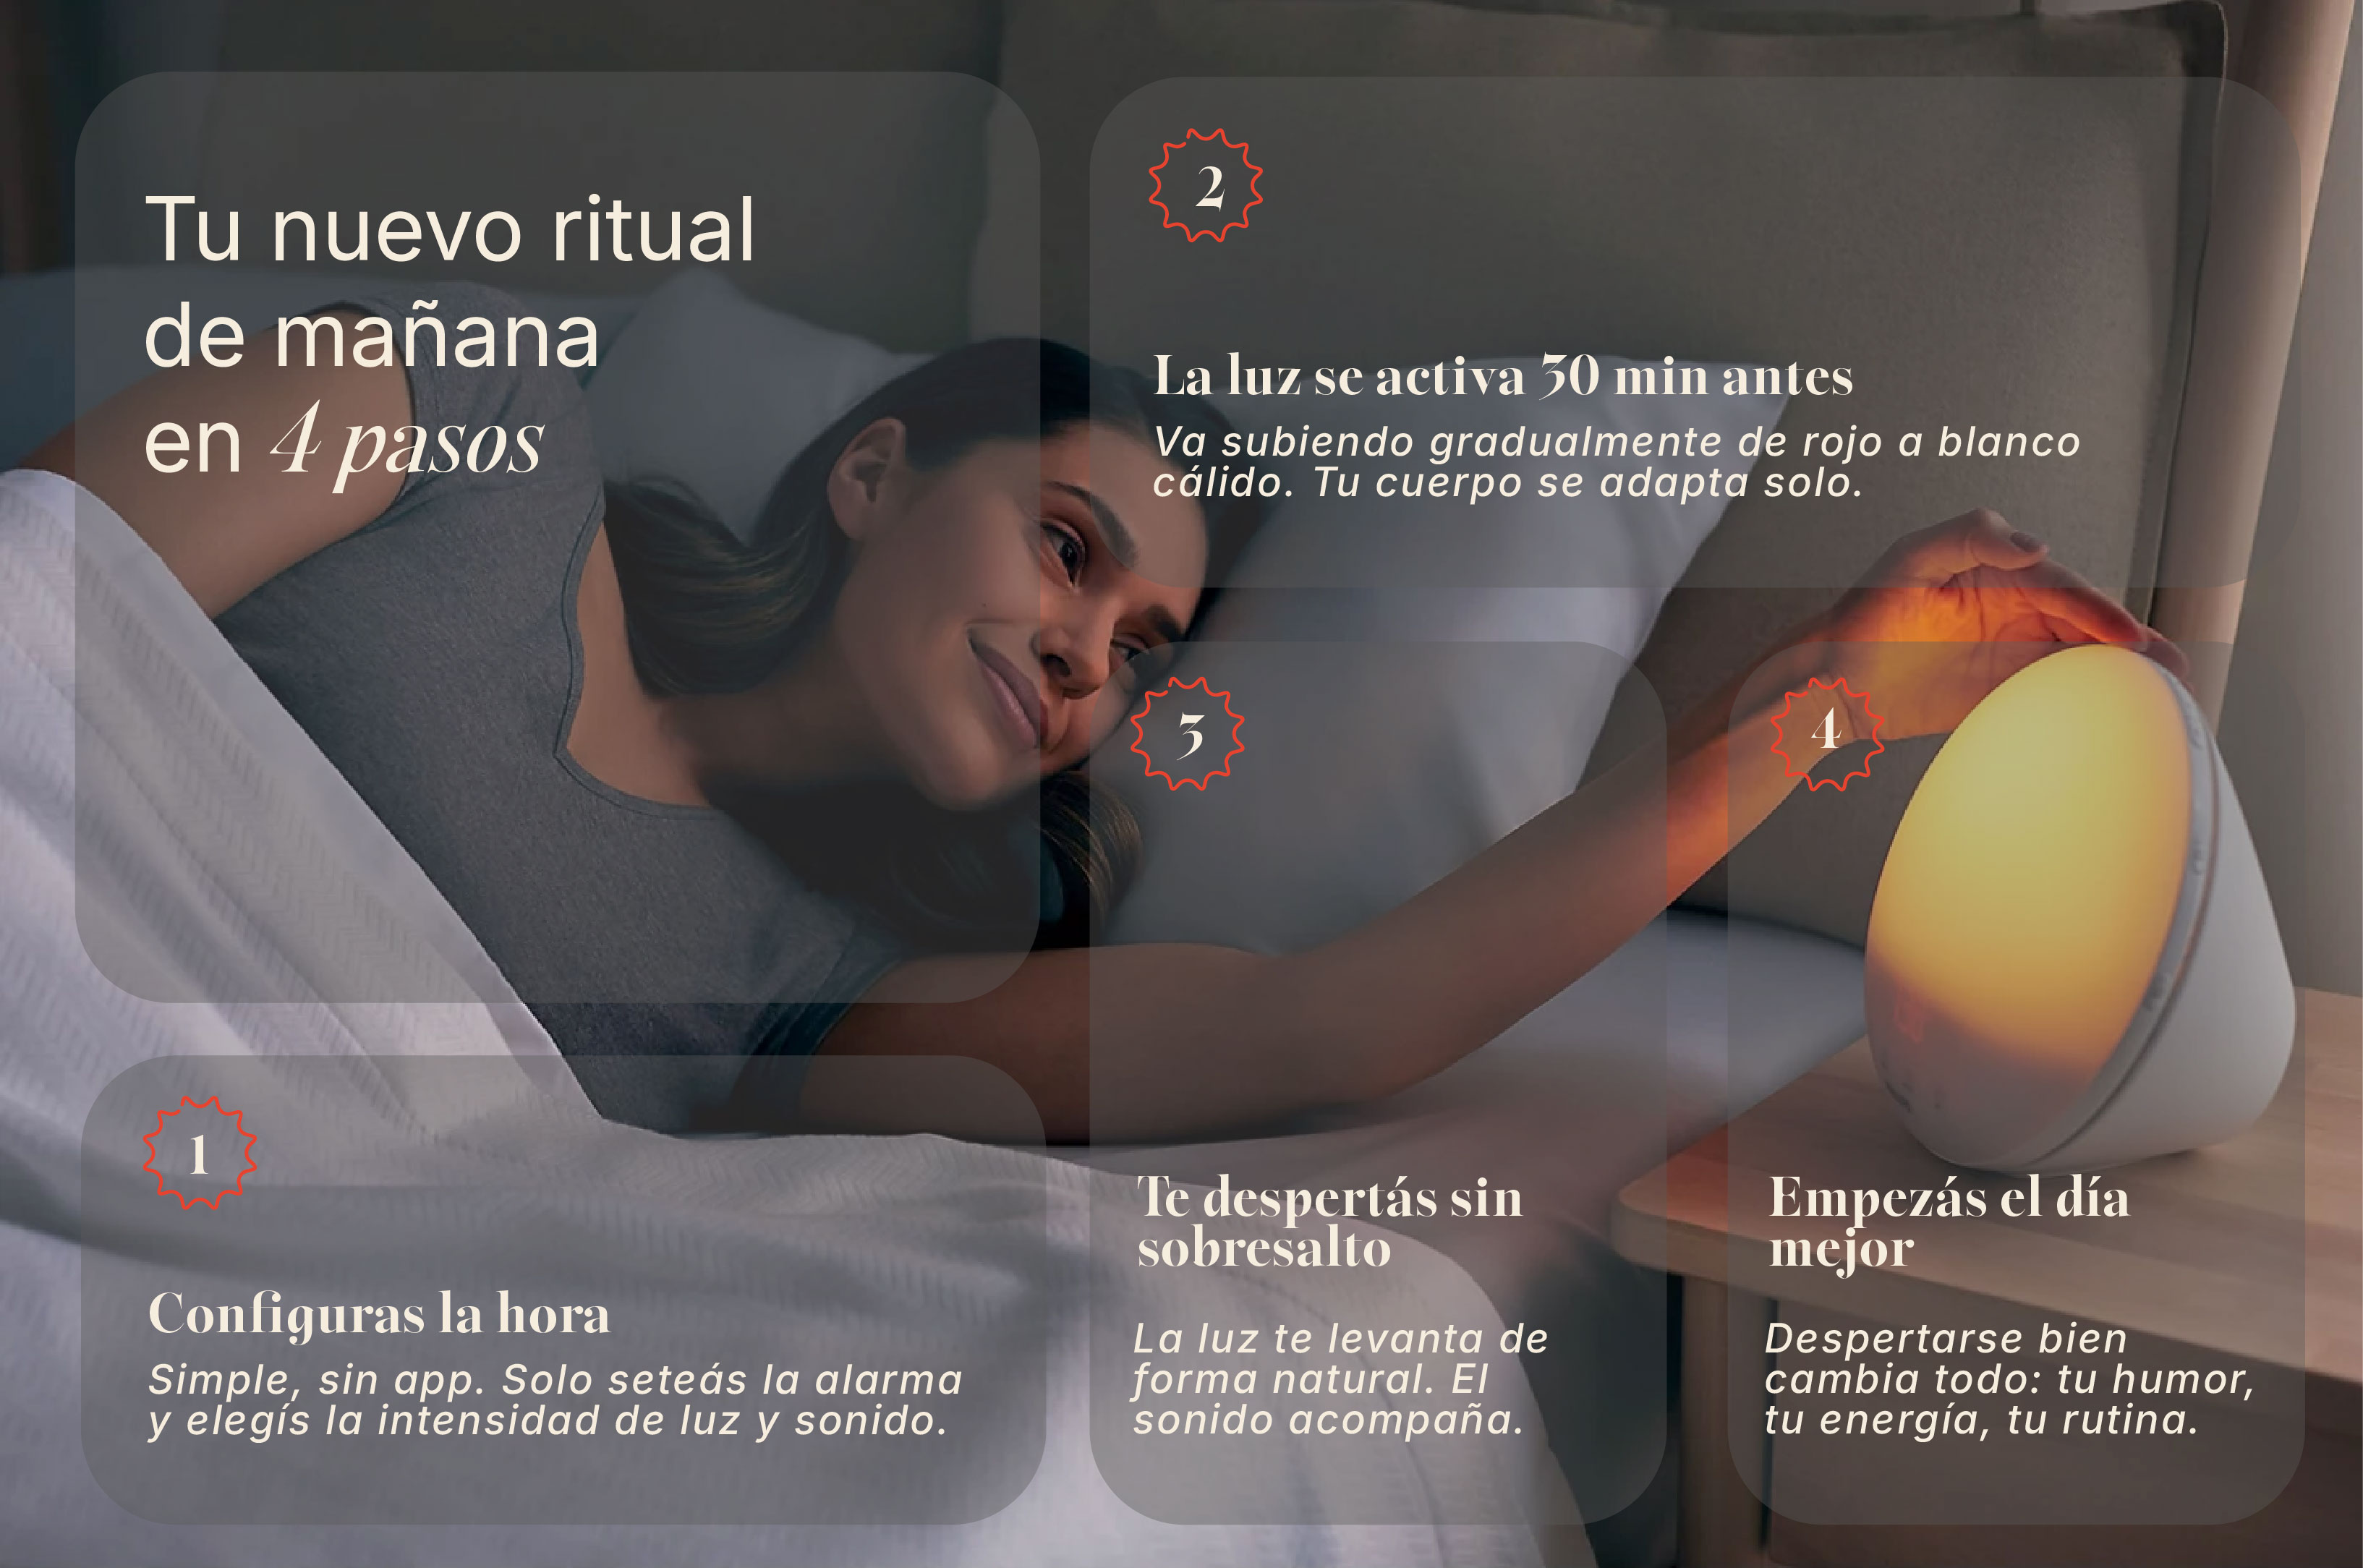 Tu nuevo ritual
de mañana
en 4 pasos
1
Configuras la hora
Simple, sin app. Solo seteás la alarma
y elegís la intensidad de luz y sonido.
2
La luz se activa 30 min antes
Va subiendo gradualmente de rojo a blanco
cálido. Tu cuerpo se adapta solo.
3
Te despertás sin
sobresalto
La luz te levanta de
forma natural. El
sonido acompaña.
4
Empezás el día
mejor
Despertarse bien
cambia todo: tu humor,
tu energía, tu rutina.